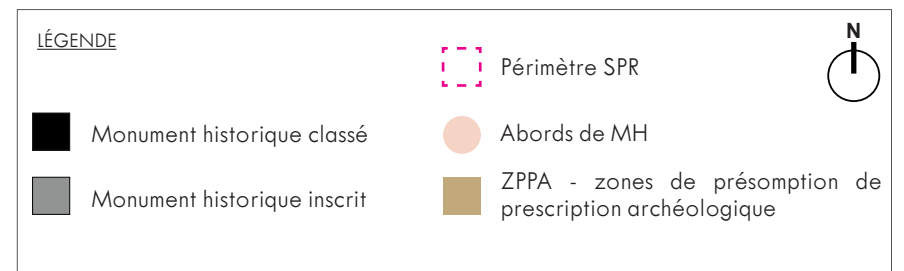 LÉGENDE
N
Périmètre SPR
Monument historique classé
Abords de MH
Monument historique inscrit
ZPPA - zones de présomption de
prescription archéologique